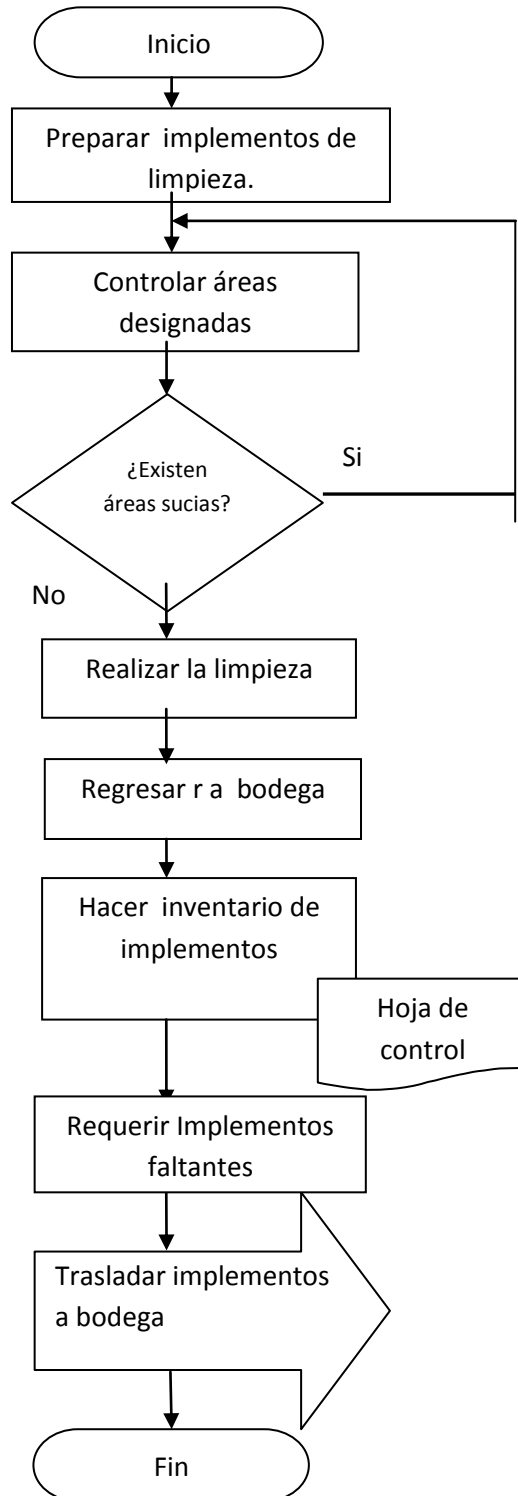 Inicio
Preparar implementos de
limpieza.
Controlar áreas
designadas
¿Existen
áreas sucias?
Si
No
Realizar la limpieza
Regresar r a bodega
Hacer inventario de
implementos
Hoja de
control
Requerir Implementos
faltantes
Trasladar implementos
a bodega
Fin